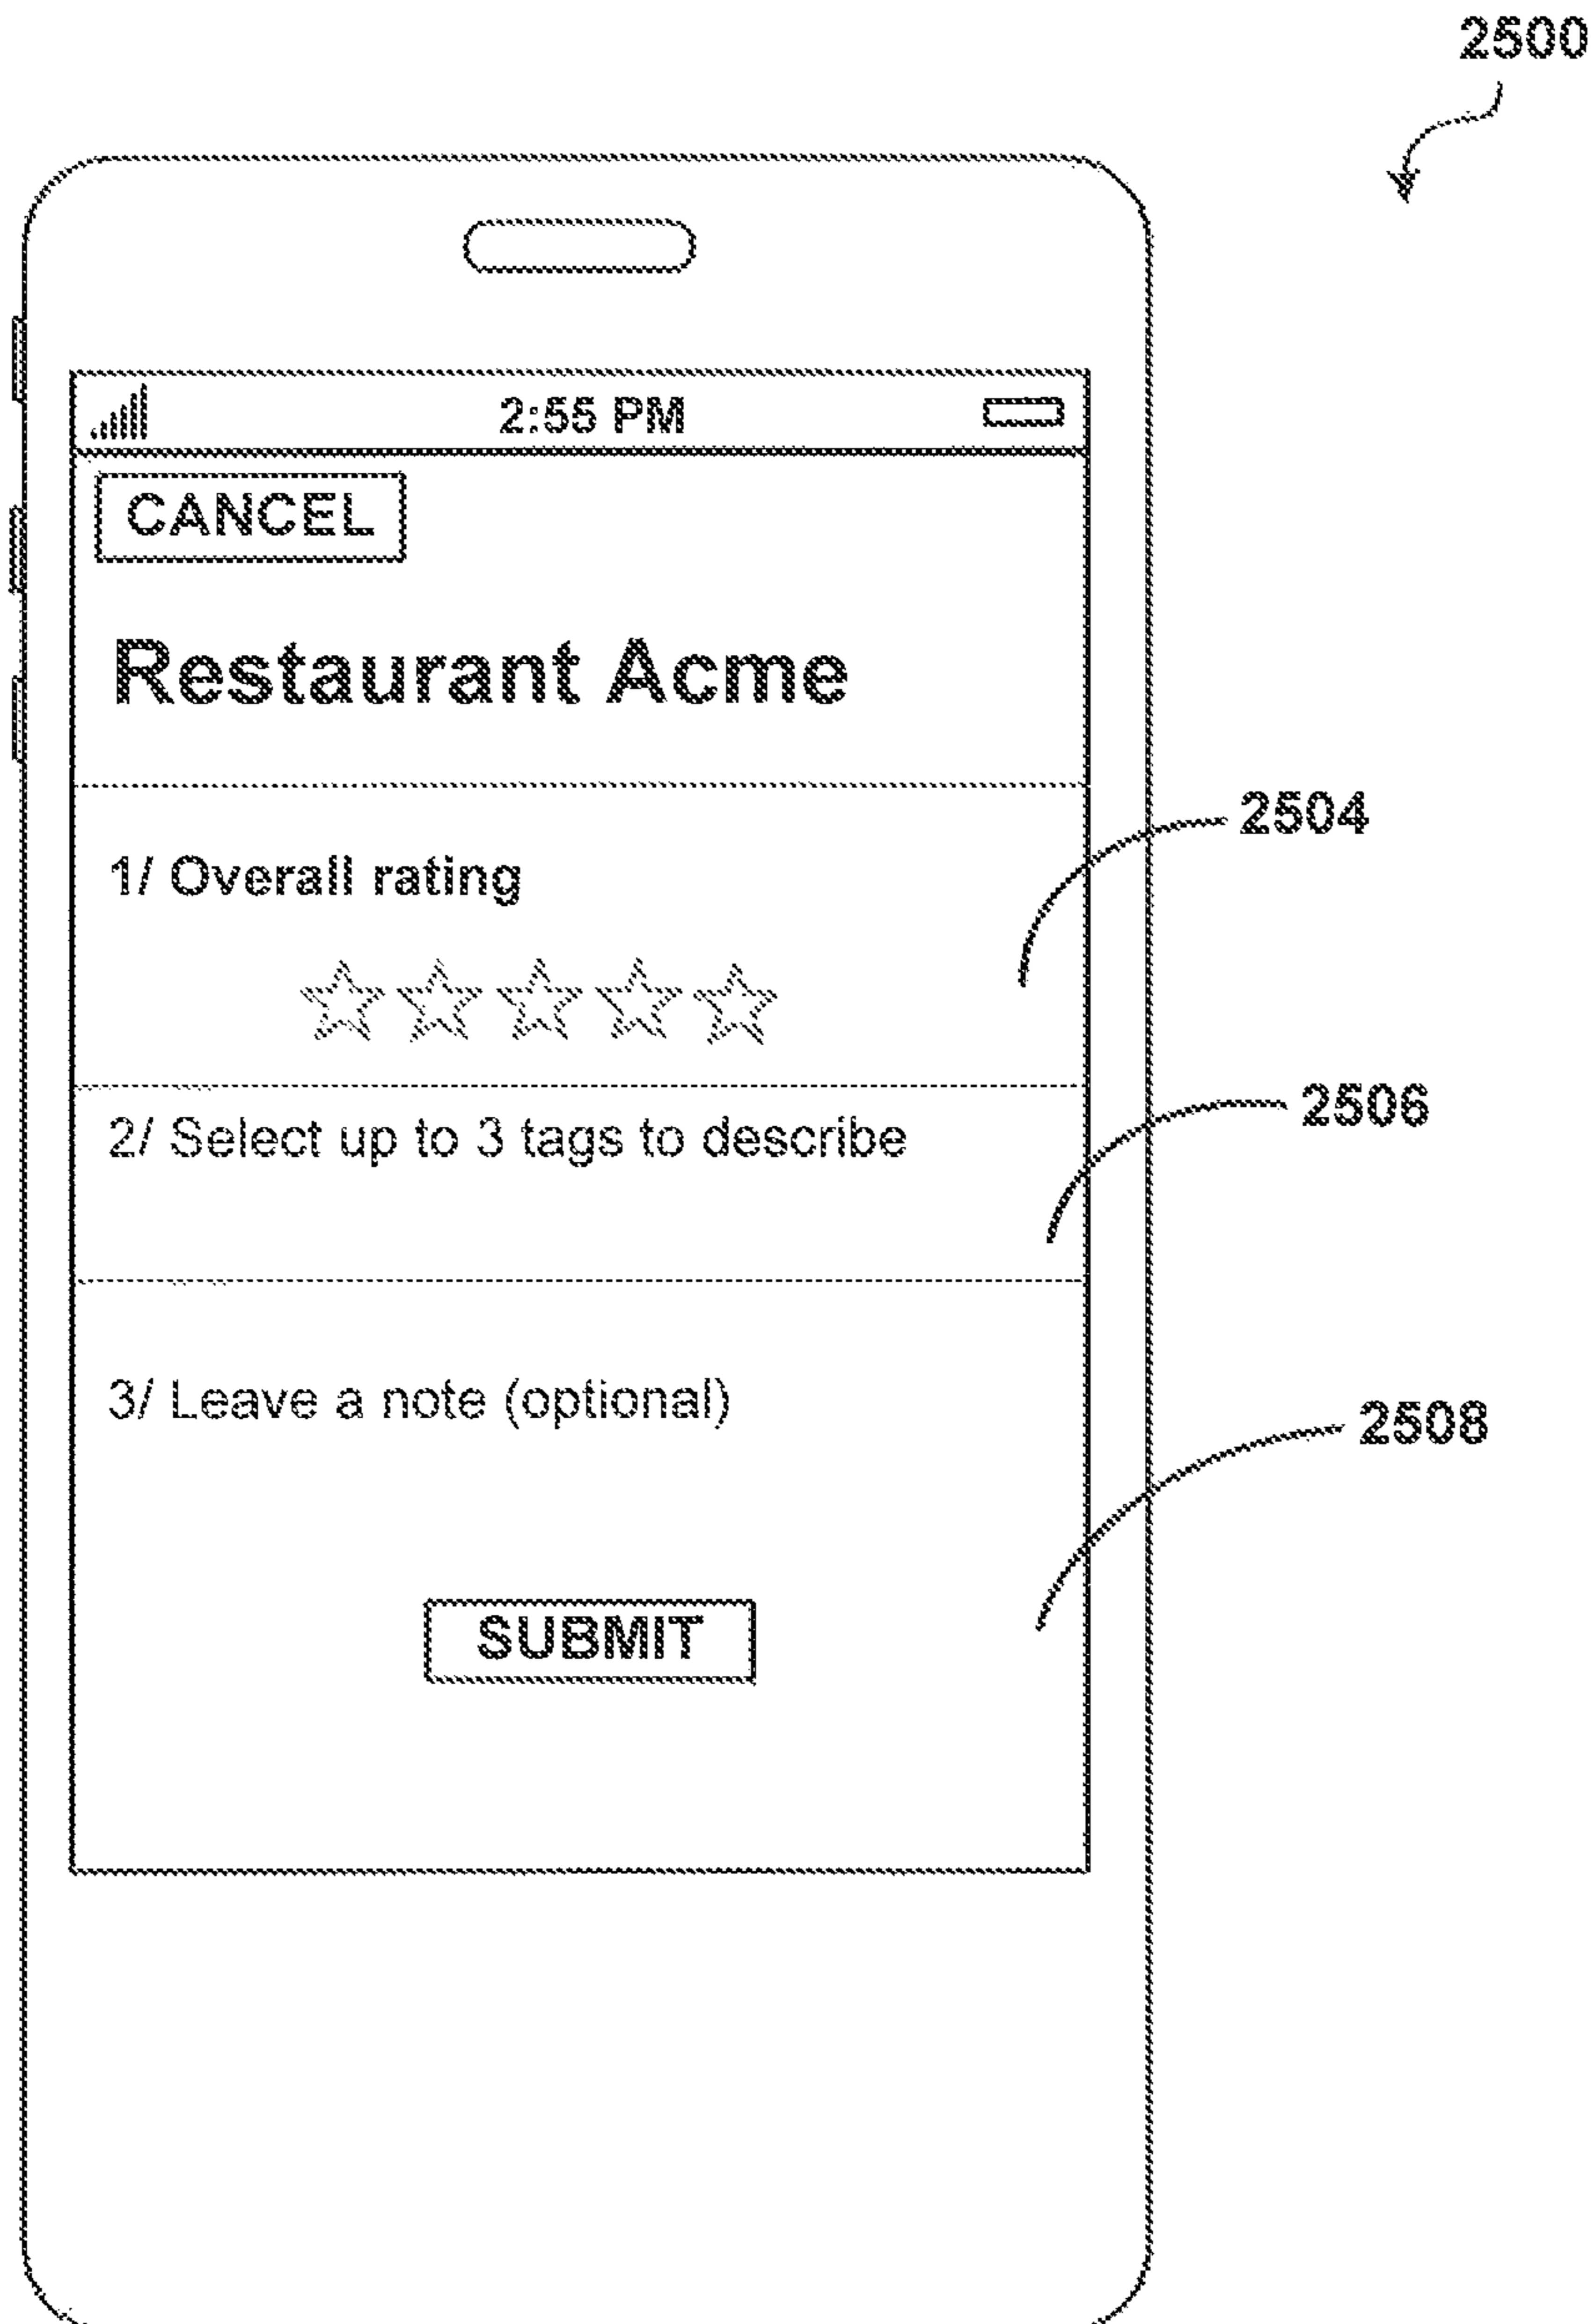 2500
2:55 PM
CANCEL
Restaurant Acme
2504
1/ Overall rating
2506
2/ Select up to 3 tags to describe
3/ Leave a note (optional)
2508
SUBMIT